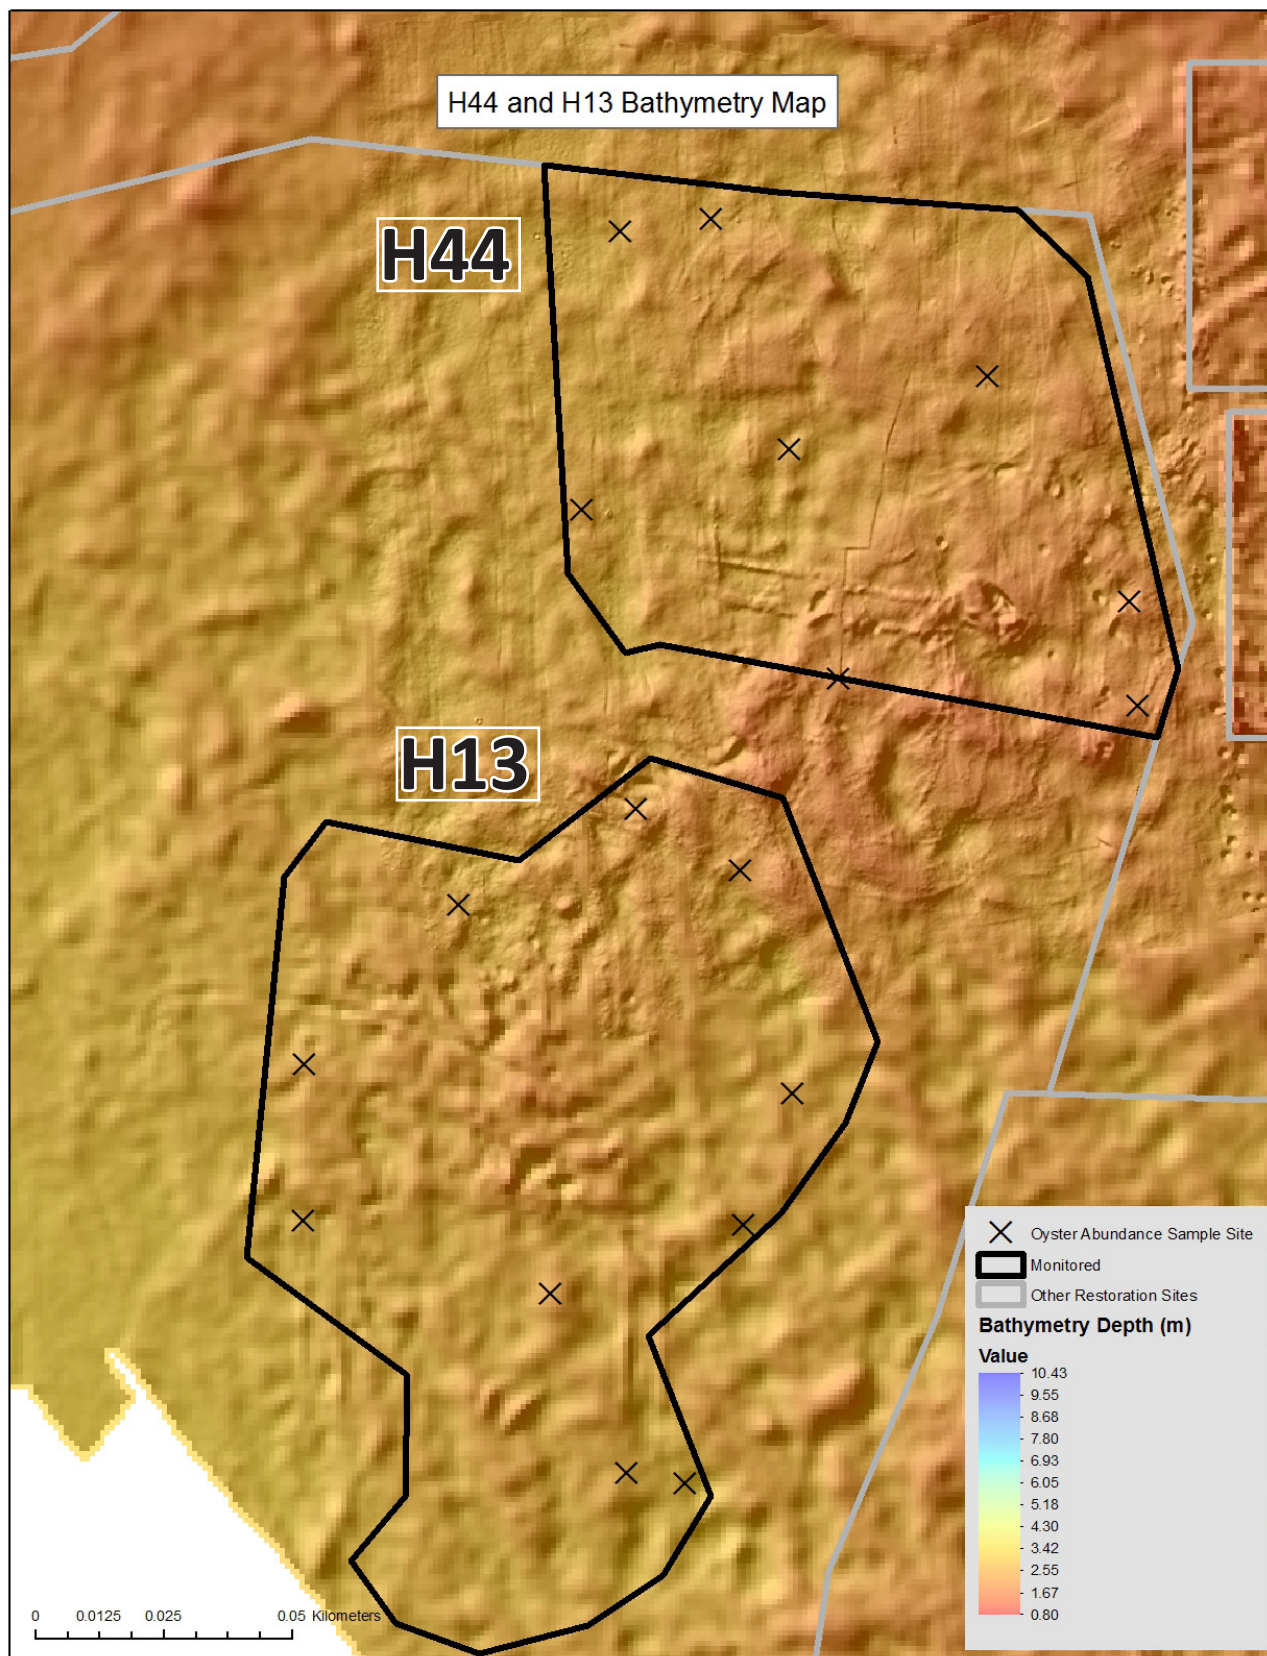 H44 and H13 Bathymetry Map
H44
H13
Oyster Abundance Sample Site
Monitored
Other Restoration Sites
Bathymetry Depth (m)
Value
10.43
9.55
8.68
7.80
6.93
6.05
5.18
4.30
3.42
2.55
1.67
0.80
0 0.0125 0.025 0.05 Kilometers